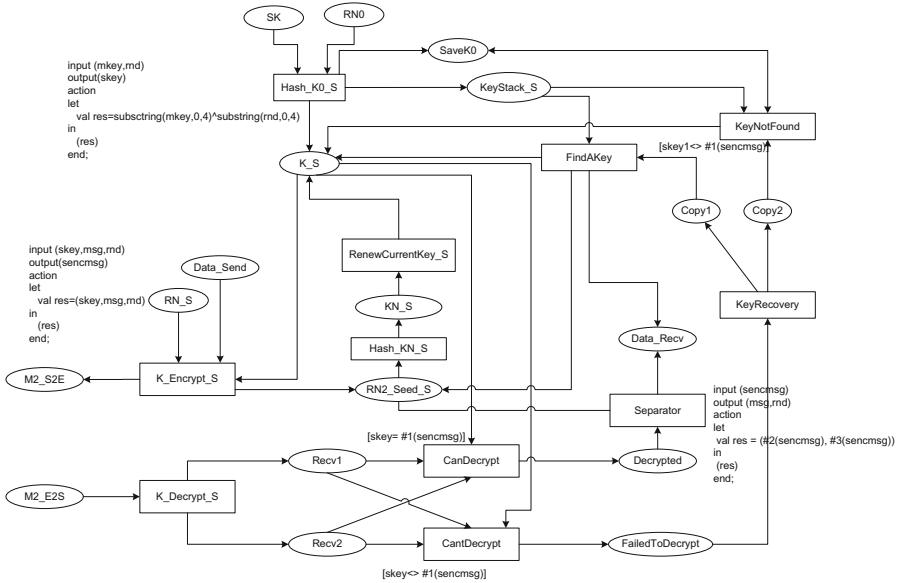 SK
RN0
SaveK0
input (mkey,rnd)
output(skey)
action
let
val res=subsctring(mkey,0,4)^substring(rnd,0,4)
in
(res)
end;
Hash_K0_S
KeyStack_S
KeyNotFound
[skey1<> #1(sencmsg)]
K_S
FindAKey
Copy1
Copy2
input (skey,msg,rnd)
output(sencmsg)
action
let
val res=(skey,msg,rnd)
in
(res)
end;
Data_Send
RN_S
RenewCurrentKey_S
KN_S
KeyRecovery
Hash_KN_S
Data_Recv
M2_S2E
K_Encrypt_S
RN2_Seed_S
Separator
input (sencmsg)
output (msg,rnd)
action
let
val res = (#2(sencmsg), #3(sencmsg))
in
(res)
end;
[skey= #1(sencmsg)]
Recv1
CanDecrypt
Decrypted
M2_E2S
K_Decrypt_S
Recv2
CantDecrypt
FailedToDecrypt
[skey<> #1(sencmsg)]